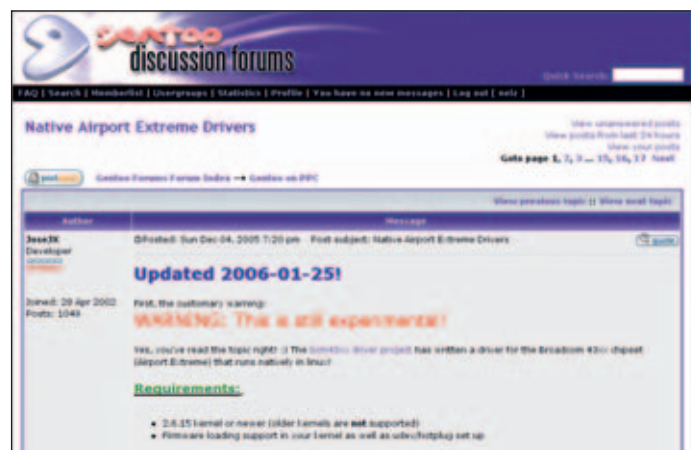 gentoo
discussion forums
Quick Search:
FAQ | Search | Memberlist | Usergroups | Statistics | Profile | You have no new messages | Log out [ nelz ]
Native Airport Extreme Drivers
View unanswered posts
View posts from last 24 hours
View your posts
Goto page 1, 2, 3 ... 15, 16, 17 Next
Gentoo Forums Forum Index → Gentoo on PPC
View previous topic :: View next topic
Author
Message
JoseJX
Developer
Joined: 28 Apr 2002
Posts: 1040
Posted: Sun Dec 04, 2005 7:20 pm Post subject: Native Airport Extreme Drivers
quote
Updated 2006-01-25!
First, the customary warning:
WARNING: This is still experimental!
Yes, you've read the topic right! :) The bcm43xx driver project has written a driver for the Broadcom 43xx chipset
(Airport Extreme) that runs natively in linux!
Requirements:
• 2.6.15 kernel or newer (older kernels are not supported)
• Firmware loading support in your kernel as well as udev/hotplug set up